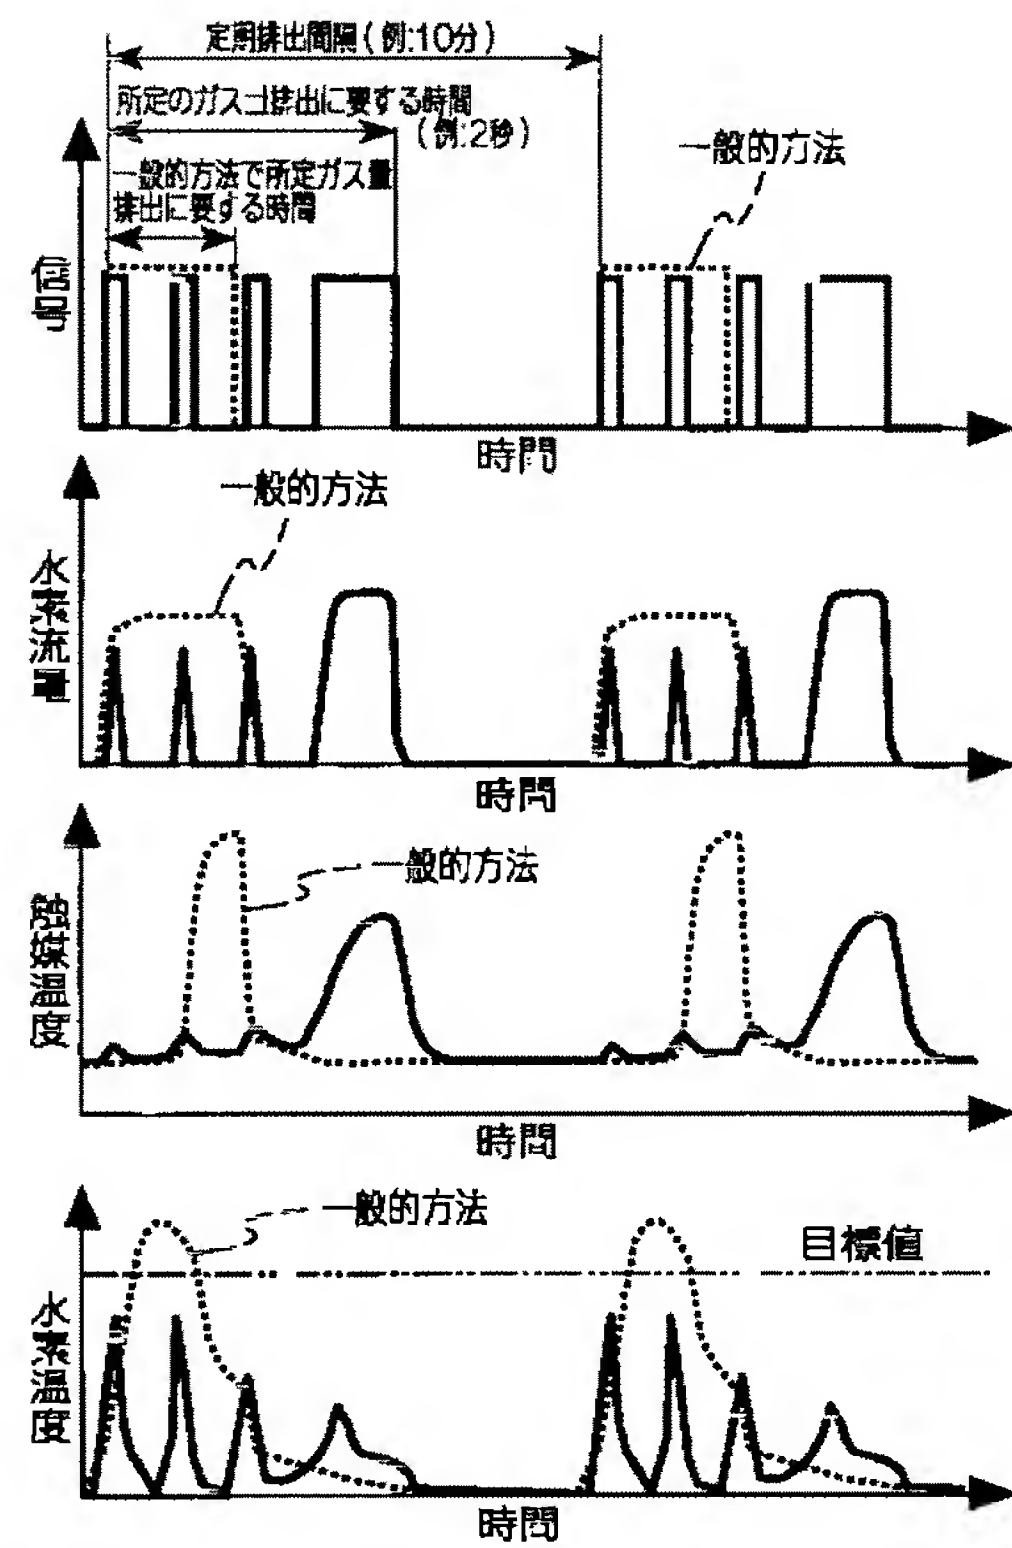 定期排出間隔(例:10分)
所定のガス土排出に要する時間
(例:2秒)
一般的方法で所定ガス量
排出に要する時間
一般的方法
信号
時間
一般的方法
水素流量
時間
一般的方法
触媒温度
時間
一般的方法
目標値
水素温度
時間